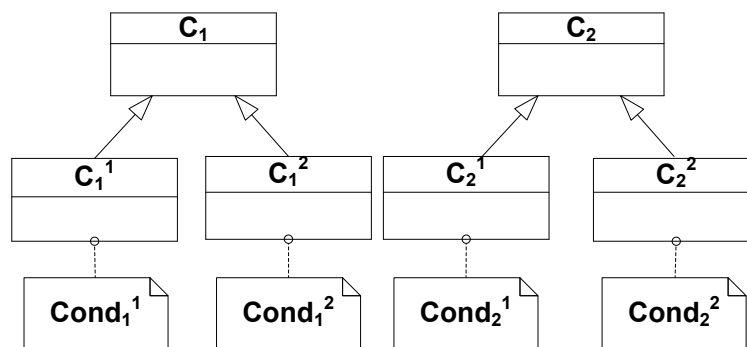 C₁ C₂
C₁¹ C₁² C₂¹ C₂²
Cond₁¹ Cond₁² Cond₂¹ Cond₂²